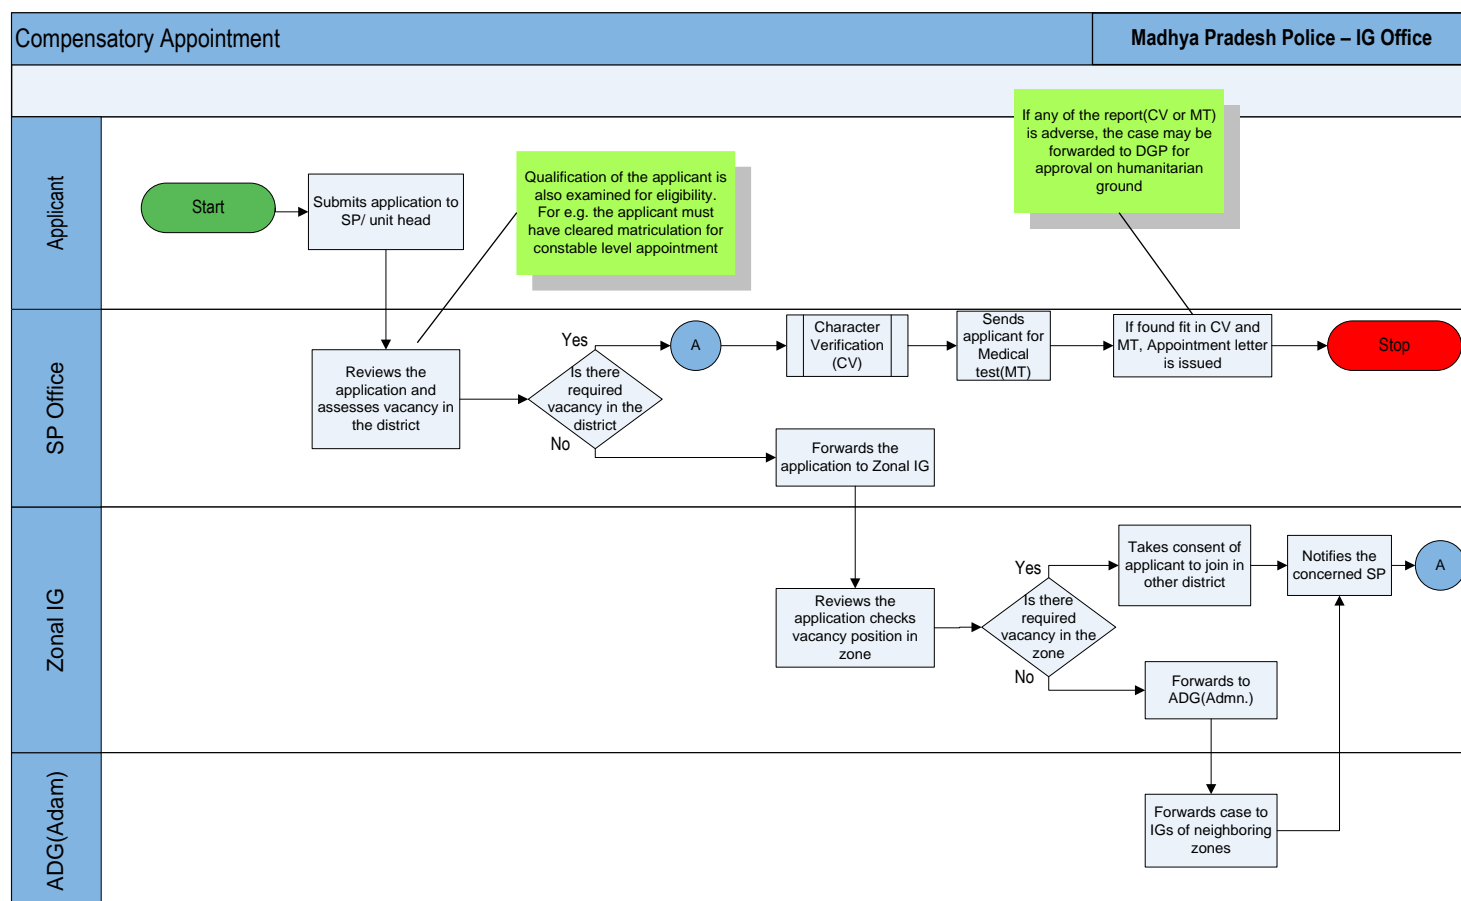 Compensatory Appointment
Madhya Pradesh Police – IG Office
Applicant
Start
Submits application to
SP/ unit head
Qualification of the applicant is
also examined for eligibility.
For e.g. the applicant must
have cleared matriculation for
constable level appointment
If any of the report(CV or MT)
is adverse, the case may be
forwarded to DGP for
approval on humanitarian
ground
SP Office
Reviews the
application and
assesses vacancy in
the district
Is there
required
vacancy in the
district
Yes
No
A
Character
Verification
(CV)
Sends
applicant for
Medical
test(MT)
If found fit in CV and
MT, Appointment letter
is issued
Stop
Forwards the
application to Zonal IG
Zonal IG
Reviews the
application checks
vacancy position in
zone
Is there
required
vacancy in the
zone
Yes
No
Takes consent of
applicant to join in
other district
Notifies the
concerned SP
A
Forwards to
ADG(Admn.)
ADG(Adam)
Forwards case to
IGs of neighboring
zones